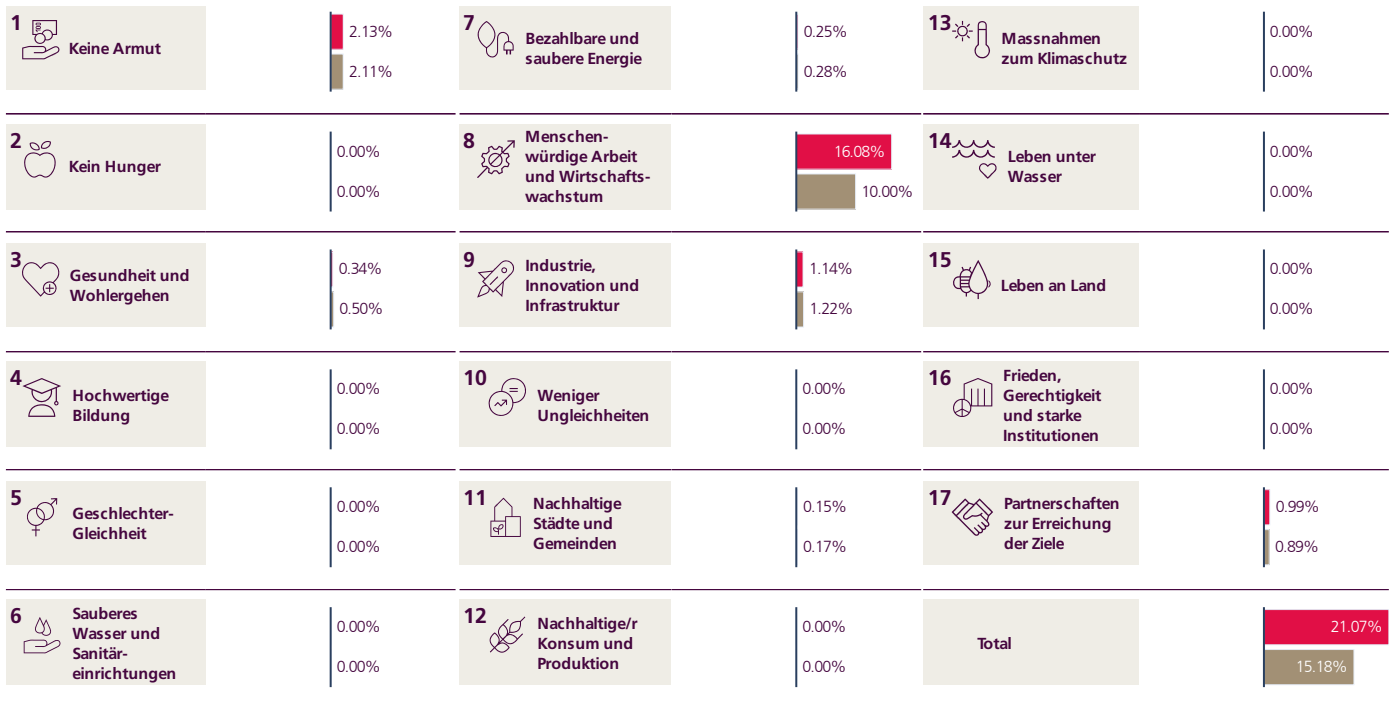 1
100
Keine Armut
2.13%
2.11%
2
Kein Hunger
0.00%
0.00%
3
Gesundheit und
Wohlergehen
0.34%
0.50%
4
Hochwertige
Bildung
0.00%
0.00%
5
Geschlechter-
Gleichheit
0.00%
0.00%
6
Sauberes
Wasser und
Sanitär-
einrichtungen
0.00%
0.00%
7
Bezahlbare und
saubere Energie
0.25%
0.28%
8
Menschen-
würdige Arbeit
und Wirtschafts-
wachstum
16.08%
10.00%
9
Industrie,
Innovation und
Infrastruktur
1.14%
1.22%
10
Weniger
Ungleichheiten
0.00%
0.00%
11
Nachhaltige
Städte und
Gemeinden
0.15%
0.17%
12
Nachhaltige/r
Konsum und
Produktion
0.00%
0.00%
13
Massnahmen
zum Klimaschutz
0.00%
0.00%
14
Leben unter
Wasser
0.00%
0.00%
15
Leben an Land
0.00%
0.00%
16
Frieden,
Gerechtigkeit
und starke
Institutionen
0.00%
0.00%
17
Partnerschaften
zur Erreichung
der Ziele
0.99%
0.89%
Total
21.07%
15.18%